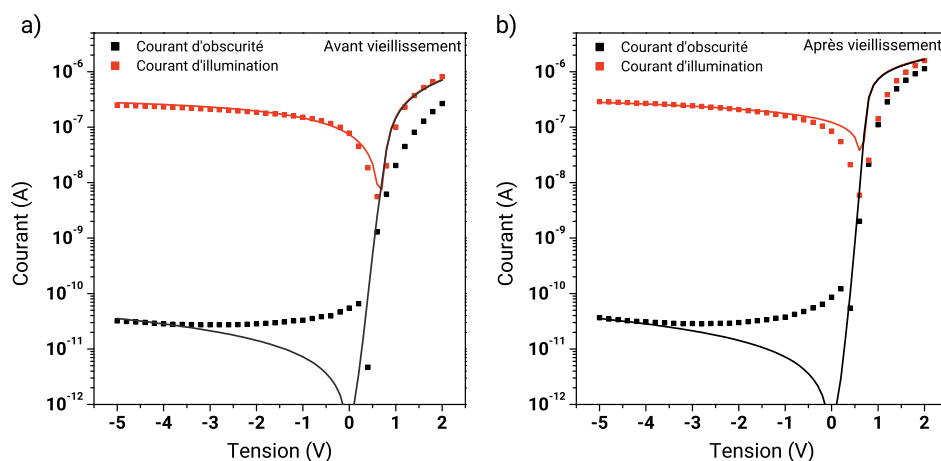 a)
Courant d'obscurité
Courant d'illumination
Avant vieillissement
Courant (A)
10⁻⁶
10⁻⁷
10⁻⁸
10⁻⁹
10⁻¹⁰
10⁻¹¹
10⁻¹²
-5 -4 -3 -2 -1 0 1 2
Tension (V)
b)
Courant d'obscurité
Courant d'illumination
Après vieillissement
Courant (A)
10⁻⁶
10⁻⁷
10⁻⁸
10⁻⁹
10⁻¹⁰
10⁻¹¹
10⁻¹²
-5 -4 -3 -2 -1 0 1 2
Tension (V)